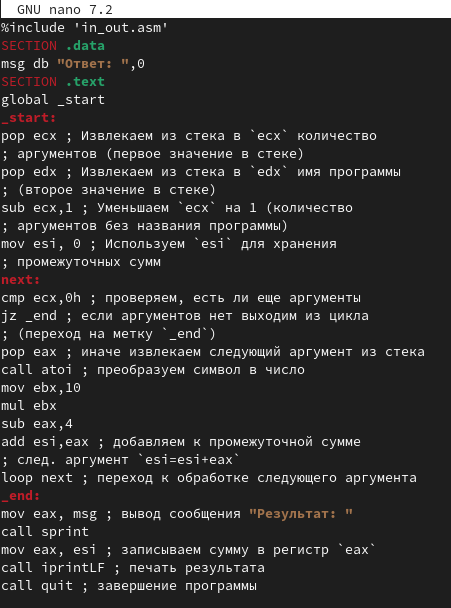 GNU nano 7.2
%include 'in_out.asm'
SECTION .data
msg db "Ответ: ",0
SECTION .text
global _start
_start:
pop ecx ; Извлекаем из стека в `ecx` количество
; аргументов (первое значение в стеке)
pop edx ; Извлекаем из стека в `edx` имя программы
; (второе значение в стеке)
sub ecx,1 ; Уменьшаем `ecx` на 1 (количество
; аргументов без названия программы)
mov esi, 0 ; Используем `esi` для хранения
; промежуточных сумм
next:
cmp ecx,0h ; проверяем, есть ли еще аргументы
jz _end ; если аргументов нет выходим из цикла
; (переход на метку `_end`)
pop eax ; иначе извлекаем следующий аргумент из стека
call atoi ; преобразуем символ в число
mov ebx,10
mul ebx
sub eax,4
add esi,eax ; добавляем к промежуточной сумме
; след. аргумент `esi=esi+eax`
loop next ; переход к обработке следующего аргумента
_end:
mov eax, msg ; вывод сообщения "Результат: "
call sprint
mov eax, esi ; записываем сумму в регистр `eax`
call iprintLF ; печать результата
call quit ; завершение программы